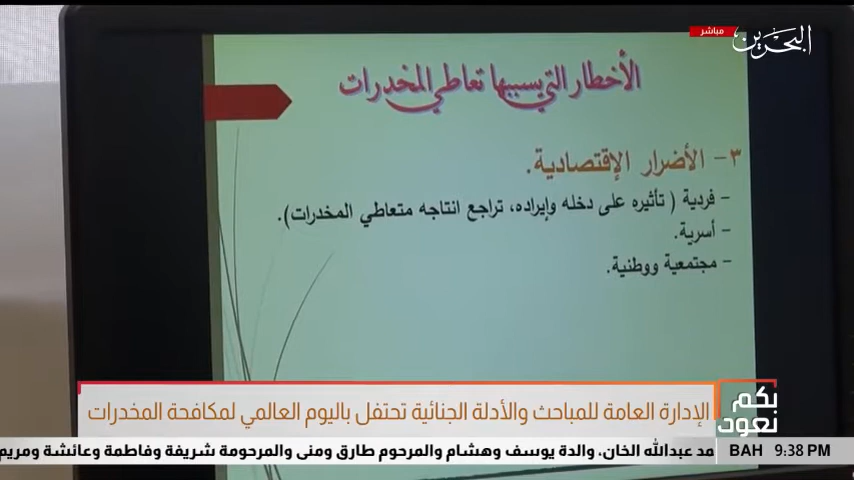 مباشر
البحرين
الأخطار التي يسببها تعاطي المخدرات
٣- الأضرار الإقتصادية.
- فردية ( تأثيره على دخله وإيراده، تراجع انتاجه متعاطي المخدرات).
- أسرية.
- مجتمعية ووطنية.
بكم نعود
الإدارة العامة للمباحث والأدلة الجنائية تحتفل باليوم العالمي لمكافحة المخدرات
BAH 9:38 PM
مد عبدالله الخان، والدة يوسف وهشام والمرحوم طارق ومنى والمرحومة شريفة وفاطمة وعائشة ومريم